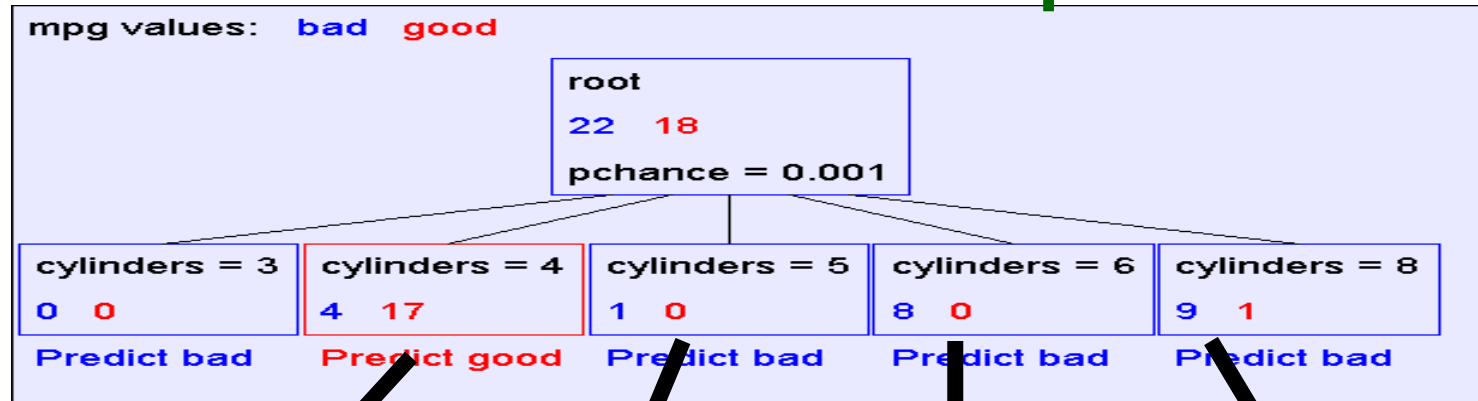 mpg values: bad good
root
22 18
pchance = 0.001
cylinders = 3
0 0
Predict bad
cylinders = 4
4 17
Predict good
cylinders = 5
1 0
Predict bad
cylinders = 6
8 0
Predict bad
cylinders = 8
9 1
Predict bad